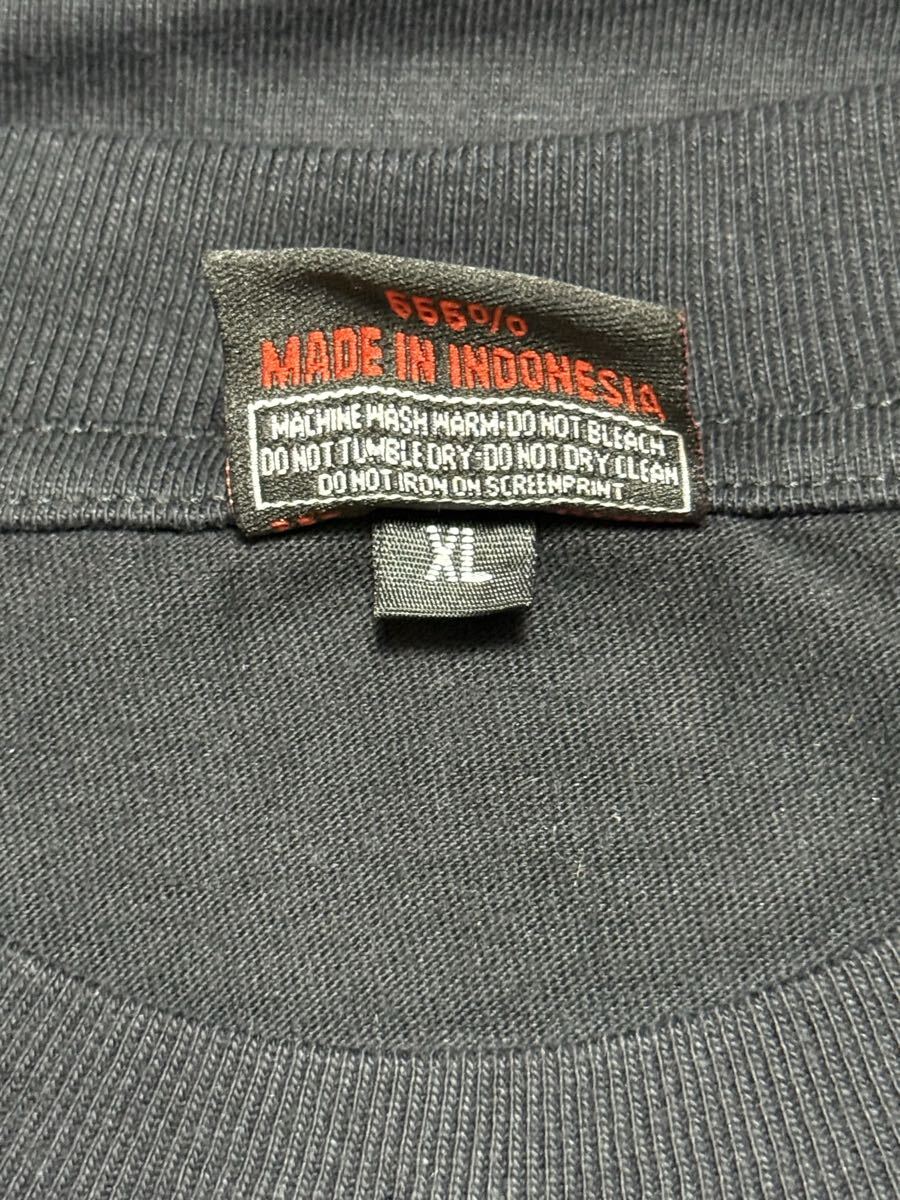 666%
MADE IN INDONESIA
MACHINE WASH WARM·DO NOT BLEACH
DO NOT TUMBLE DRY·DO NOT DRY CLEAN
DO NOT IRON ON SCREENPRINT
XL